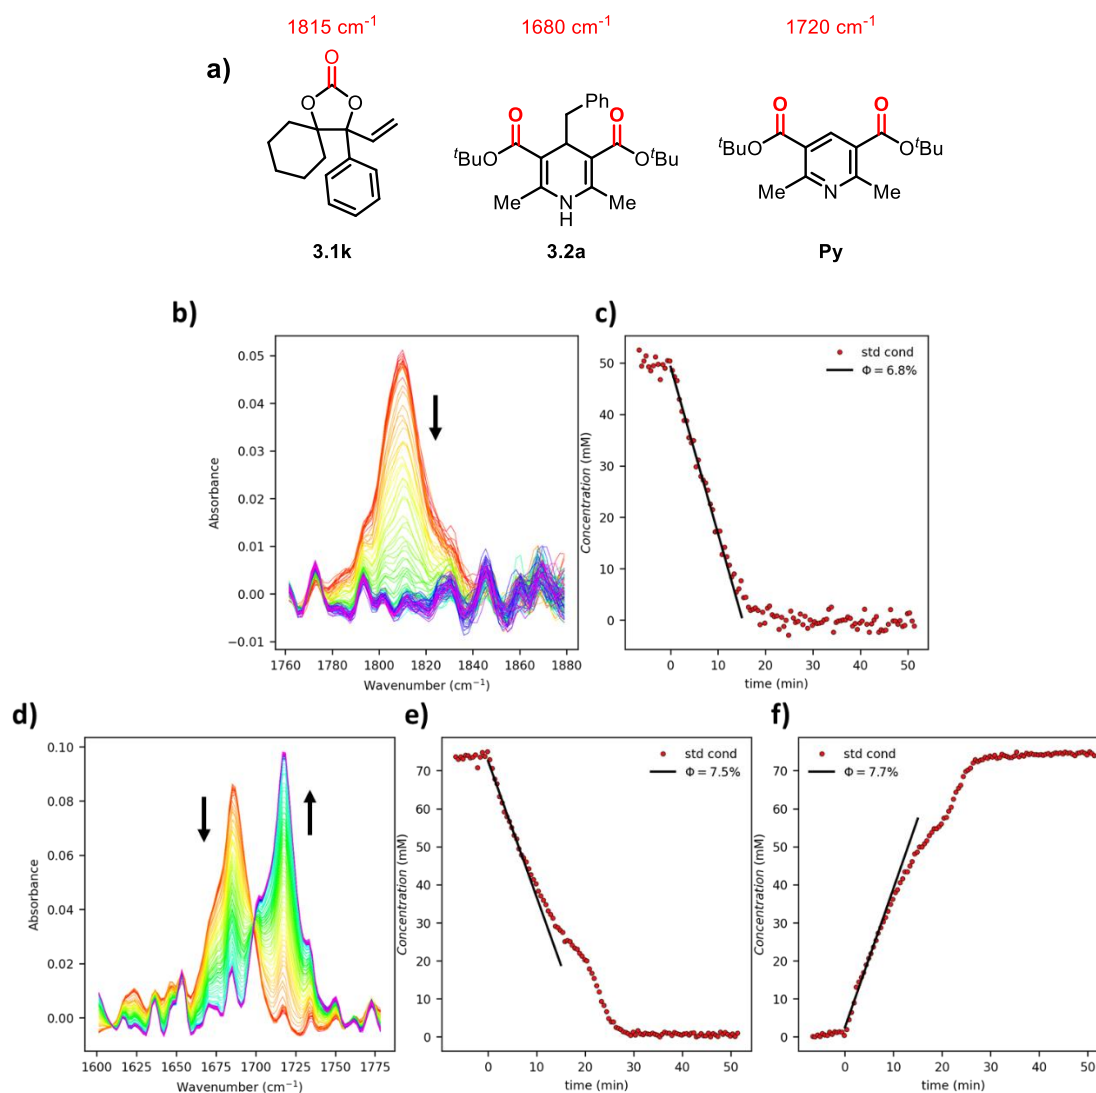 1815 cm⁻¹ 1680 cm⁻¹ 1720 cm⁻¹
a)
O O O Ph O O O
O O ᵗBuO OᵗBu ᵗBuO OᵗBu
Me N Me Me N Me
H
3.1k 3.2a Py
b)
0.05
0.04
0.03
0.02
0.01
0.00
−0.01
Absorbance
1760 1780 1800 1820 1840 1860 1880
Wavenumber (cm⁻¹)
c)
std cond
Φ = 6.8%
50
40
30
20
10
0
Concentration (mM)
0 10 20 30 40 50
time (min)
d)
0.10
0.08
0.06
0.04
0.02
0.00
Absorbance
1600 1625 1650 1675 1700 1725 1750 1775
Wavenumber (cm⁻¹)
e)
std cond
Φ = 7.5%
70
60
50
40
30
20
10
0
Concentration (mM)
0 10 20 30 40 50
time (min)
f)
std cond
Φ = 7.7%
70
60
50
40
30
20
10
0
Concentration (mM)
0 10 20 30 40 50
time (min)